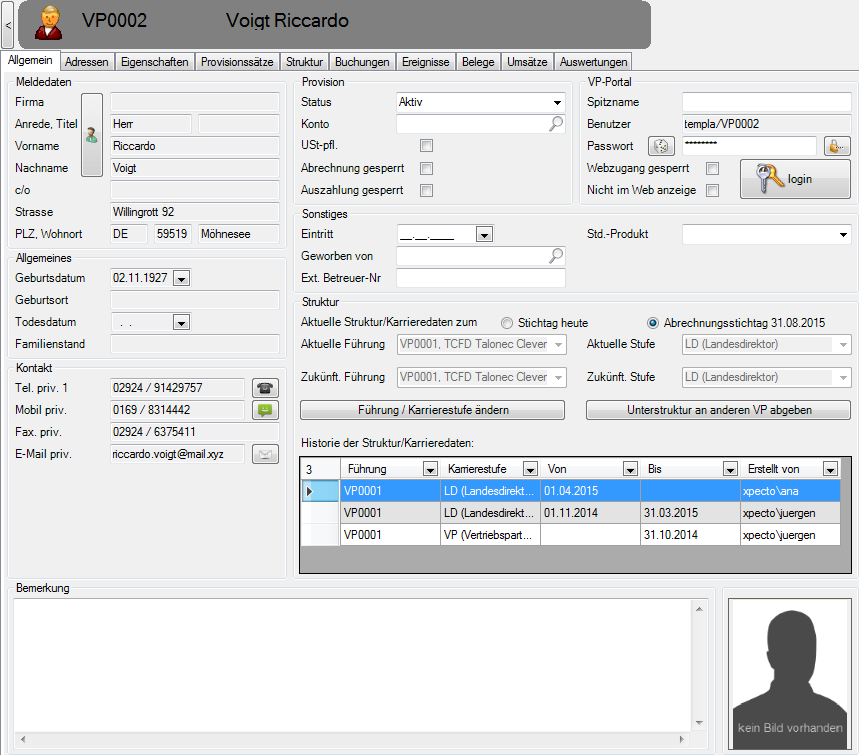 <
VP0002 Voigt Riccardo
Allgemein Adressen Eigenschaften Provisionssätze Struktur Buchungen Ereignisse Belege Umsätze Auswertungen
Meldedaten
Firma
Anrede, Titel Herr
Vorname Riccardo
Nachname Voigt
c/o
Strasse Willingrott 92
PLZ, Wohnort DE 59519 Möhnesee
Allgemeines
Geburtsdatum 02.11.1927
Geburtsort
Todesdatum . .
Familienstand
Kontakt
Tel. priv. 1 02924 / 91429757
Mobil priv. 0169 / 8314442
Fax. priv. 02924 / 6375411
E-Mail priv. riccardo.voigt@mail.xyz
Provision
Status Aktiv
Konto
USt-pfl.
Abrechnung gesperrt
Auszahlung gesperrt
VP-Portal
Spitzname
Benutzer templa/VP0002
Passwort ********
Webzugang gesperrt
Nicht im Web anzeige
login
Sonstiges
Eintritt __.__.____
Std.-Produkt
Geworben von
Ext. Betreuer-Nr
Struktur
Aktuelle Struktur/Karrieredaten zum Stichtag heute Abrechnungsstichtag 31.08.2015
Aktuelle Führung VP0001, TCFD Talonec Clever Aktuelle Stufe LD (Landesdirektor)
Zukünft. Führung VP0001, TCFD Talonec Clever Zukünft. Stufe LD (Landesdirektor)
Führung / Karrierestufe ändern Unterstruktur an anderen VP abgeben
Historie der Struktur/Karrieredaten:
3 Führung Karrierestufe Von Bis Erstellt von
VP0001 LD (Landesdirekt... 01.04.2015 xpecto\ana
VP0001 LD (Landesdirekt... 01.11.2014 31.03.2015 xpecto\juergen
VP0001 VP (Vertriebspart... 31.10.2014 xpecto\juergen
Bemerkung
kein Bild vorhanden